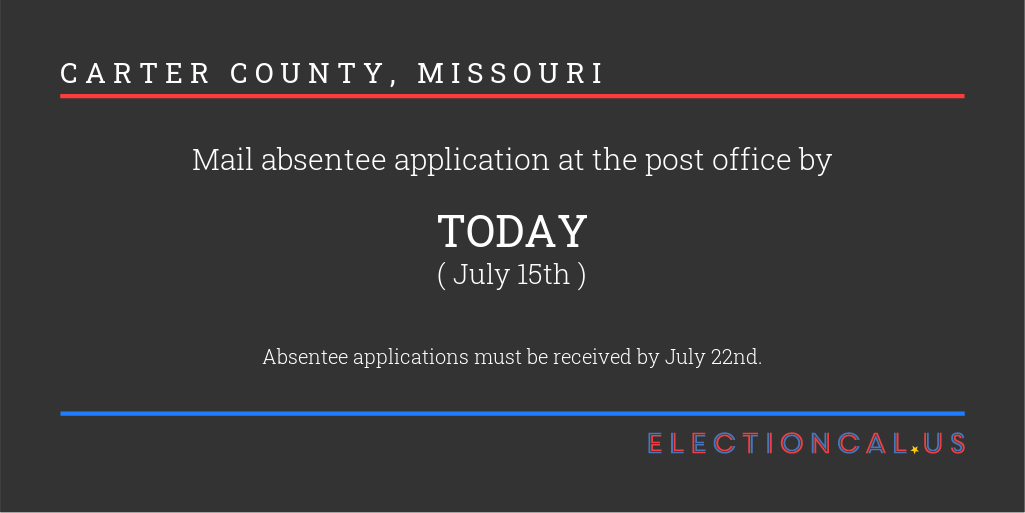 CARTER COUNTY, MISSOURI
Mail absentee application at the post office by
TODAY
( July 15th )
Absentee applications must be received by July 22nd.
ELECTIONCAL.US